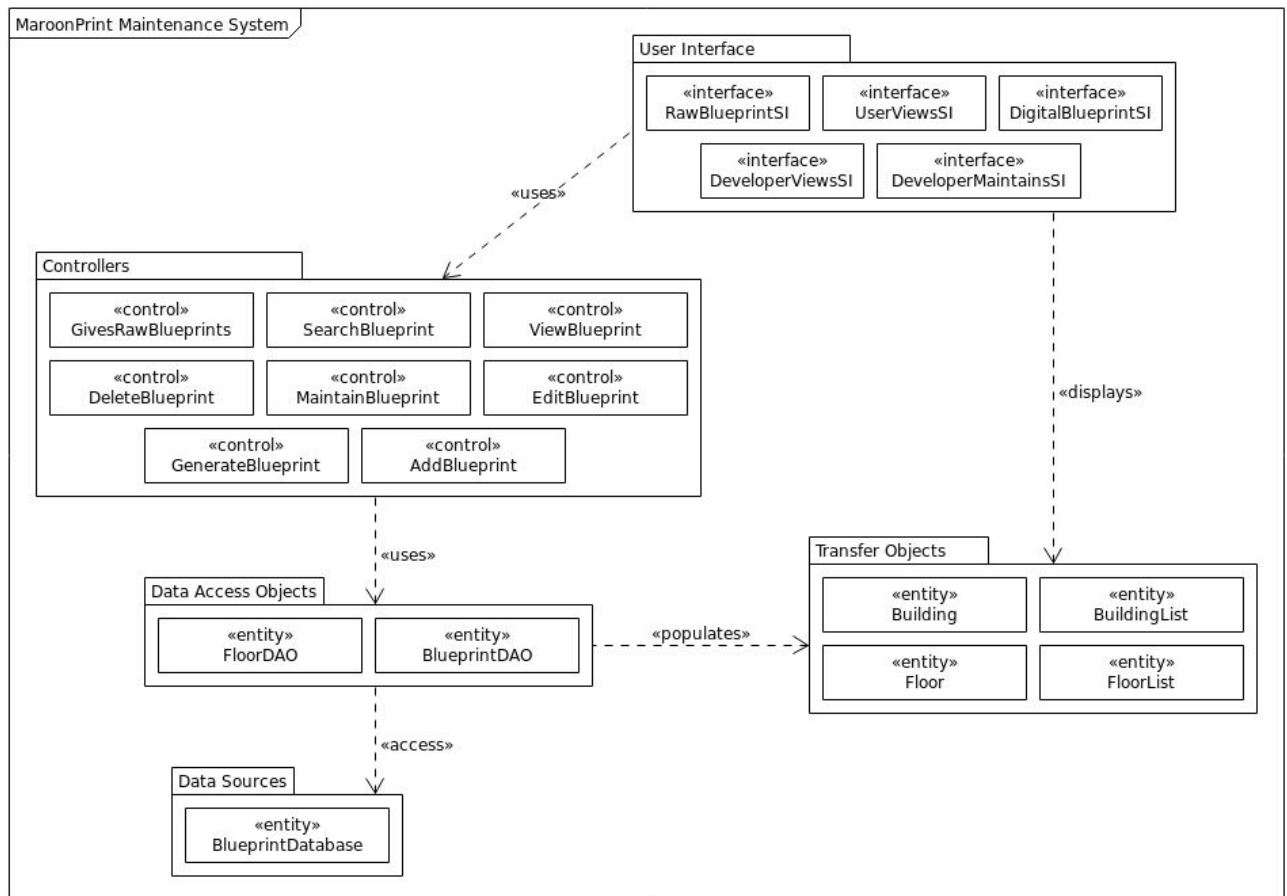 MaroonPrint Maintenance System
User Interface
«interface»
RawBlueprintSI
«interface»
UserViewsSI
«interface»
DigitalBlueprintSI
«interface»
DeveloperViewsSI
«interface»
DeveloperMaintainsSI
«uses»
Controllers
«control»
GivesRawBlueprints
«control»
SearchBlueprint
«control»
ViewBlueprint
«control»
DeleteBlueprint
«control»
MaintainBlueprint
«control»
EditBlueprint
«control»
GenerateBlueprint
«control»
AddBlueprint
«displays»
«uses»
Data Access Objects
«entity»
FloorDAO
«entity»
BlueprintDAO
«populates»
Transfer Objects
«entity»
Building
«entity»
BuildingList
«entity»
Floor
«entity»
FloorList
«access»
Data Sources
«entity»
BlueprintDatabase